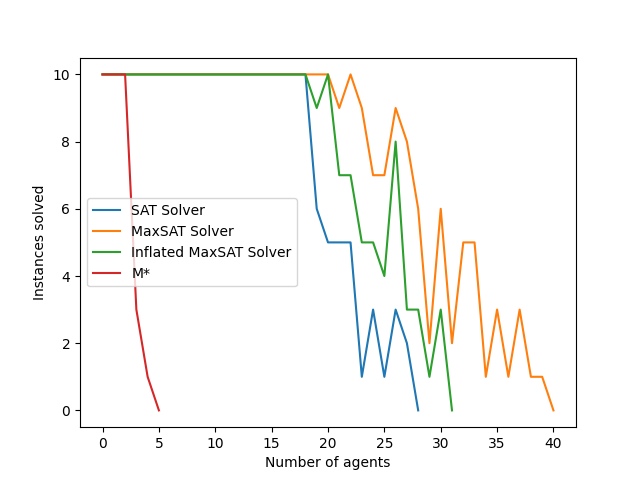 10
8
6
4
2
0
Instances solved
SAT Solver
MaxSAT Solver
Inflated MaxSAT Solver
M*
0 5 10 15 20 25 30 35 40
Number of agents